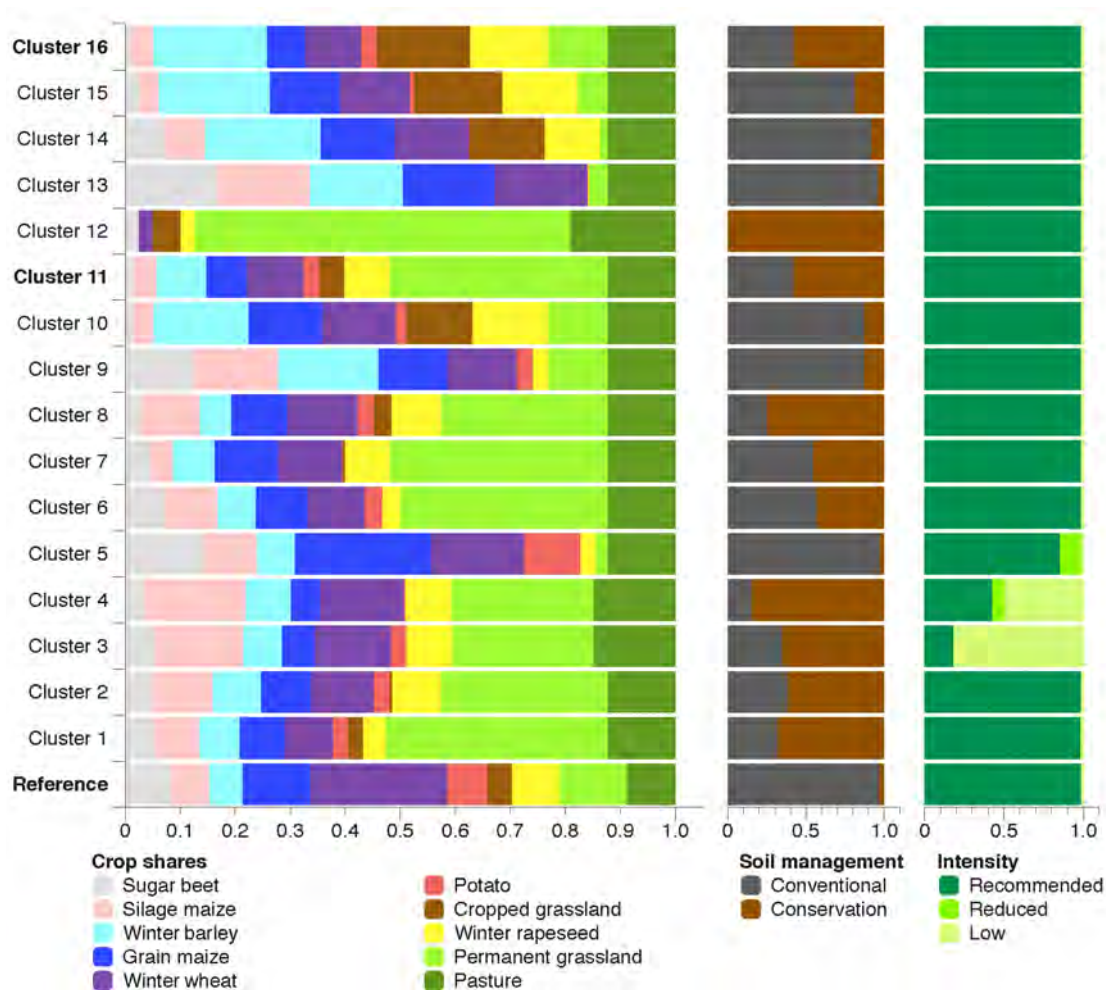 Cluster 16
Cluster 15
Cluster 14
Cluster 13
Cluster 12
Cluster 11
Cluster 10
Cluster 9
Cluster 8
Cluster 7
Cluster 6
Cluster 5
Cluster 4
Cluster 3
Cluster 2
Cluster 1
Reference
0 0.1 0.2 0.3 0.4 0.5 0.6 0.7 0.8 0.9 1.0
0 0.5 1.0
0 0.5 1.0
Crop shares
Sugar beet
Silage maize
Winter barley
Grain maize
Winter wheat
Potato
Cropped grassland
Winter rapeseed
Permanent grassland
Pasture
Soil management
Conventional
Conservation
Intensity
Recommended
Reduced
Low